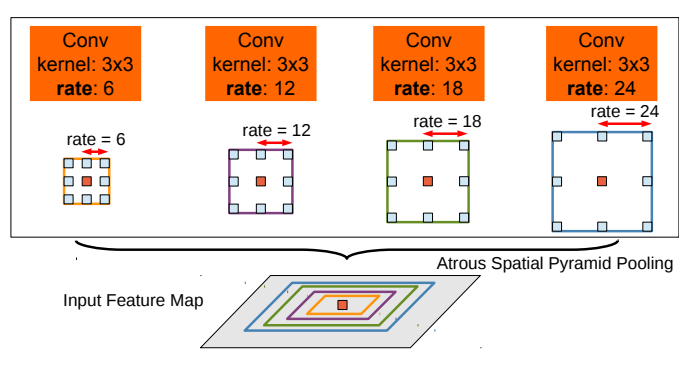 Conv
kernel: 3x3
rate: 6
Conv
kernel: 3x3
rate: 12
Conv
kernel: 3x3
rate: 18
Conv
kernel: 3x3
rate: 24
rate = 6
rate = 12
rate = 18
rate = 24
Atrous Spatial Pyramid Pooling
Input Feature Map